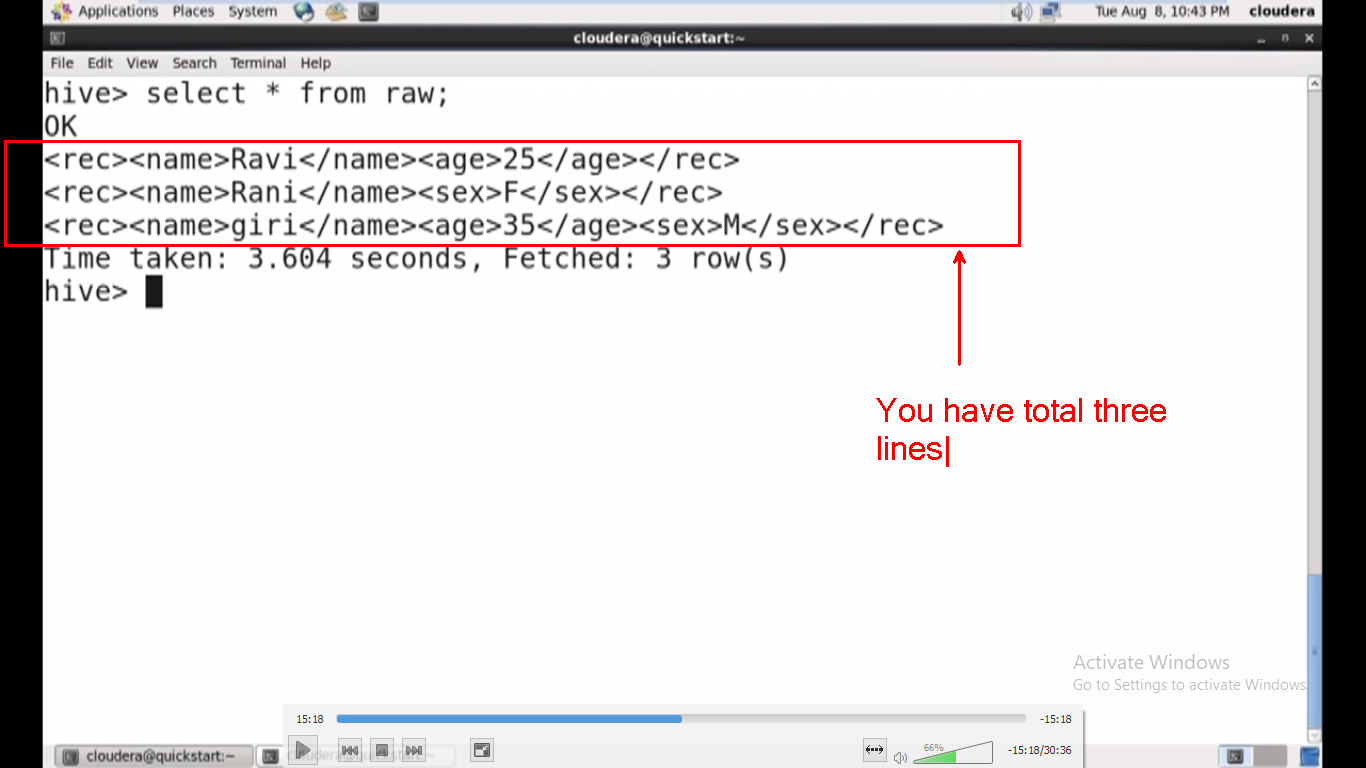 Applications Places System Tue Aug 8, 10:43 PM cloudera
cloudera@quickstart:~
File Edit View Search Terminal Help
hive> select * from raw;
OK
<rec><name>Ravi</name><age>25</age></rec>
<rec><name>Rani</name><sex>F</sex></rec>
<rec><name>giri</name><age>35</age><sex>M</sex></rec>
Time taken: 3.604 seconds, Fetched: 3 row(s)
hive>
You have total three
lines
Activate Windows
Go to Settings to activate Windows.
15:18 -15:18
66% -15:18/30:36
cloudera@quickstart:~ cloudera@quickstart:~